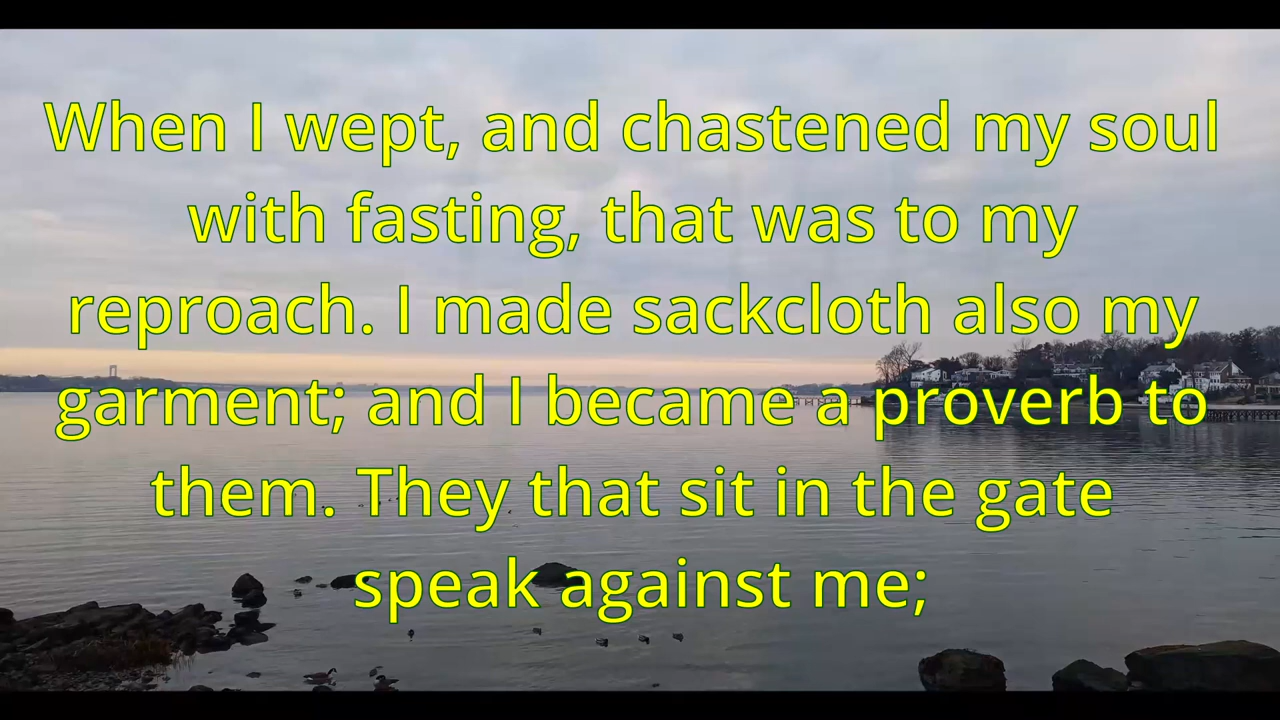 When I wept, and chastened my soul
with fasting, that was to my
reproach. I made sackcloth also my
garment; and I became a proverb to
them. They that sit in the gate
speak against me;